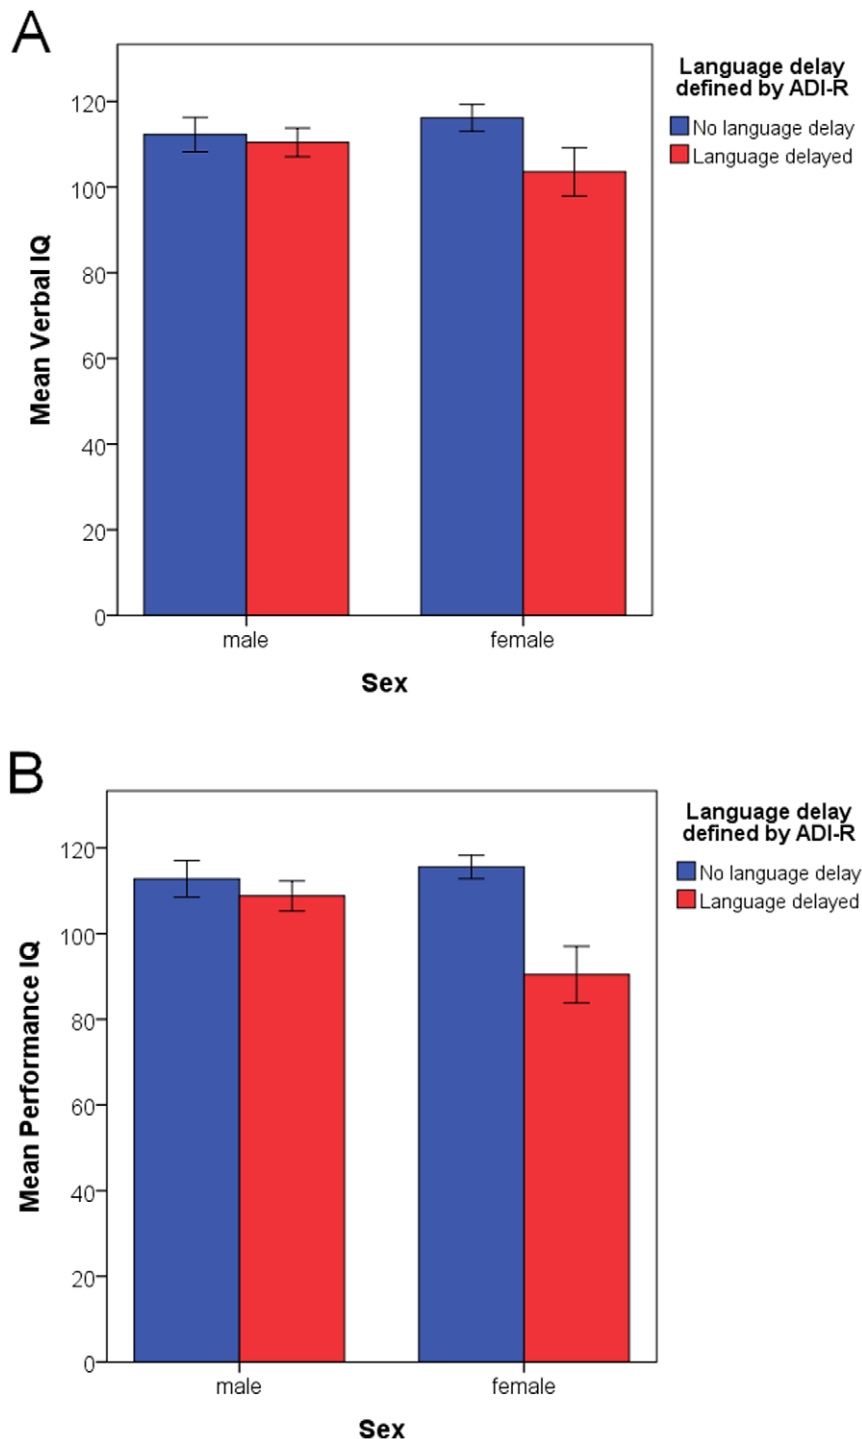 A
Language delay
defined by ADI-R
No language delay
Language delayed
Mean Verbal IQ
120
100
80
60
40
20
0
male female
Sex
B
Language delay
defined by ADI-R
No language delay
Language delayed
Mean Performance IQ
120
100
80
60
40
20
0
male female
Sex